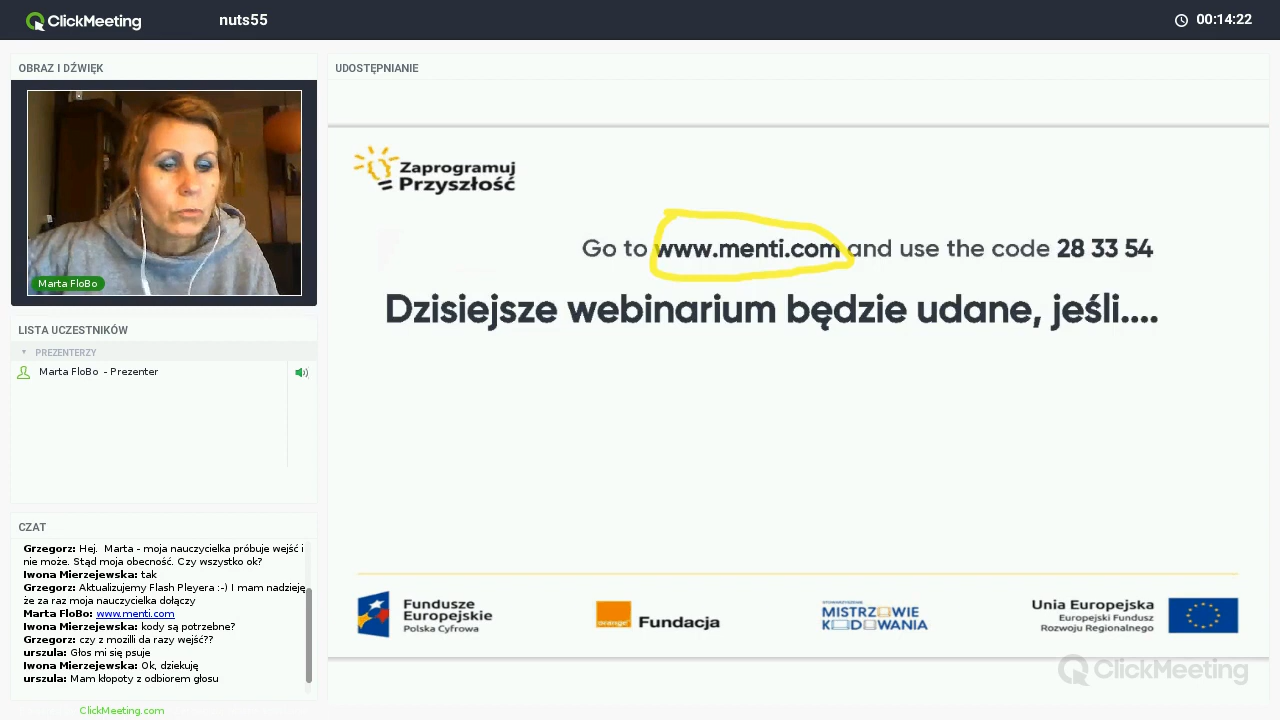 ClickMeeting
nuts55
00:14:22
OBRAZ I DŹWIĘK
Marta FloBo
LISTA UCZESTNIKÓW
PREZENTERZY
Marta FloBo - Prezenter
CZAT
Grzegorz: Hej. Marta - moja nauczycielka próbuje wejść i
nie może. Stąd moja obecność. Czy wszystko ok?
Iwona Mierzejewska: tak
Grzegorz: Aktualizujemy Flash Pleyera :-) I mam nadzieję,
że za raz moja nauczycielka dołączy
Marta FloBo: www.menti.com
Iwona Mierzejewska: kody są potrzebne?
Grzegorz: czy z mozilli da razy wejść??
urszula: Głos mi się psuje
Iwona Mierzejewska: Ok, dziekuję
urszula: Mam kłopoty z odbiorem głosu
ClickMeeting.com
UDOSTĘPNIANIE
Zaprogramuj
Przyszłość
Go to www.menti.com and use the code 28 33 54
Dzisiejsze webinarium będzie udane, jeśli....
Fundusze
Europejskie
Polska Cyfrowa
orange
Fundacja
STOWARZYSZENIE
MISTRZOWIE
KODOWANIA
Unia Europejska
Europejski Fundusz
Rozwoju Regionalnego
ClickMeeting